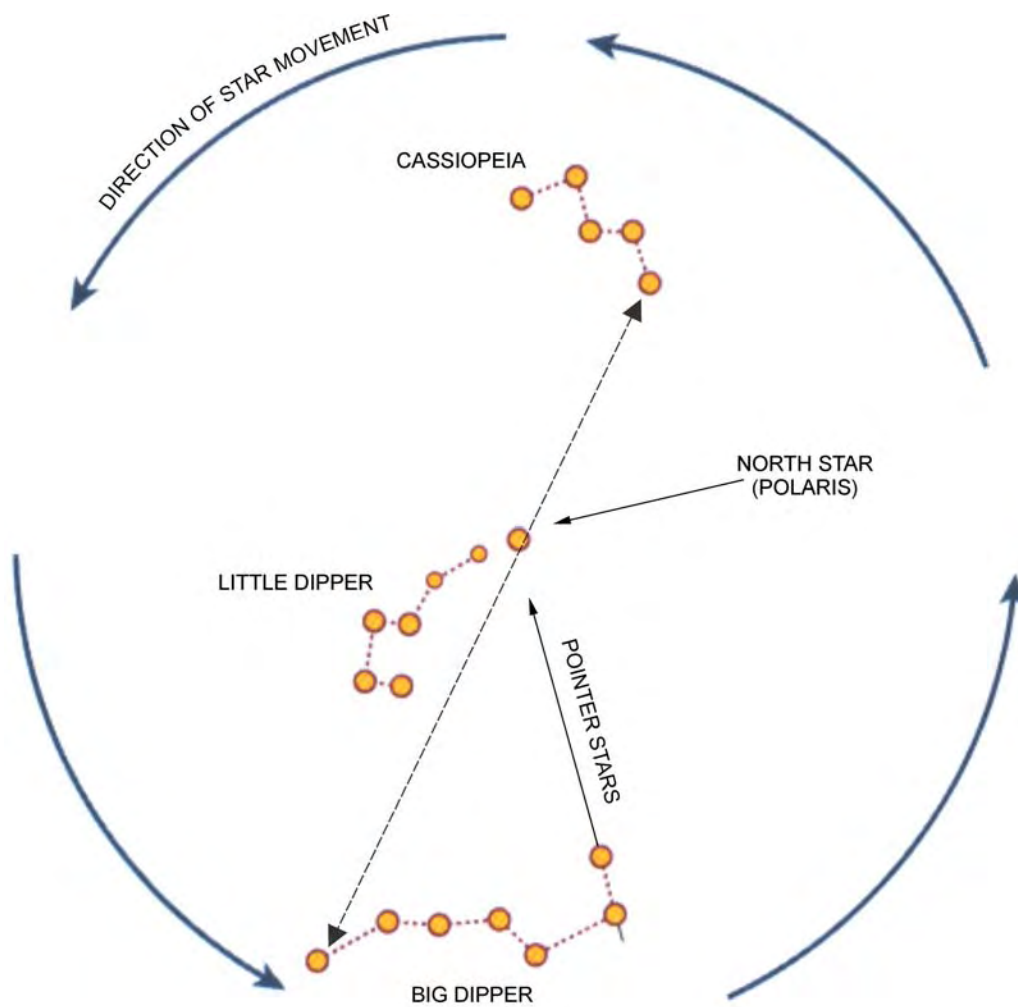 DIRECTION OF STAR MOVEMENT
CASSIOPEIA
NORTH STAR
(POLARIS)
LITTLE DIPPER
POINTER STARS
BIG DIPPER